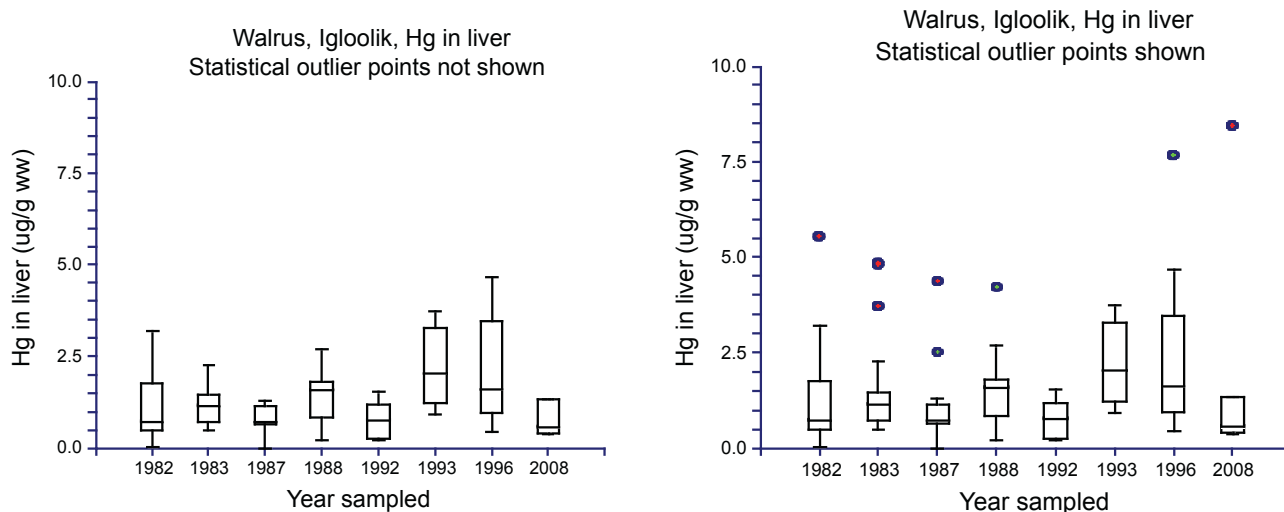 Walrus, Igloolik, Hg in liver
Statistical outlier points not shown
Hg in liver (ug/g ww)
10.0
7.5
5.0
2.5
0.0
1982 1983 1987 1988 1992 1993 1996 2008
Year sampled
Walrus, Igloolik, Hg in liver
Statistical outlier points shown
Hg in liver (ug/g ww)
10.0
7.5
5.0
2.5
0.0
1982 1983 1987 1988 1992 1993 1996 2008
Year sampled